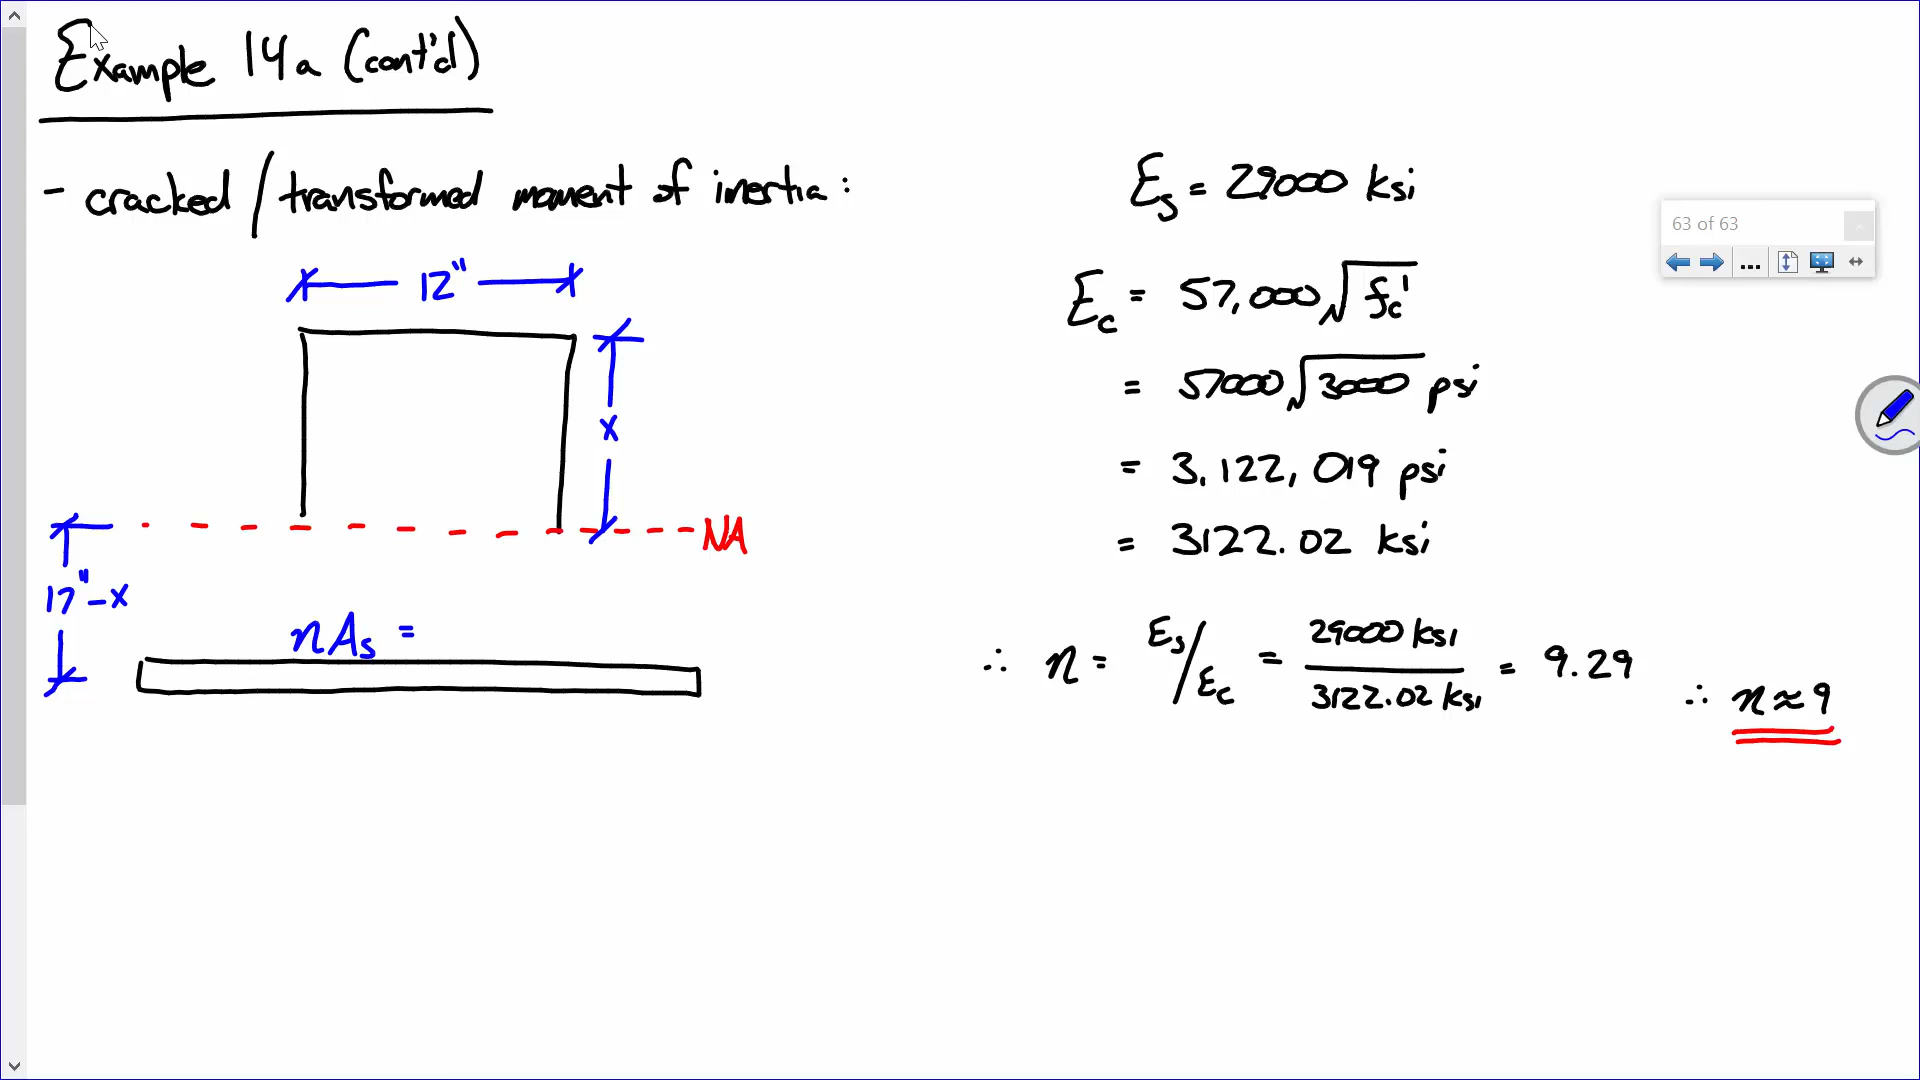 Example 14a (cont'd)
- cracked / transformed moment of inertia :
12"
x
NA
17" - x
nAs =
Es = 29000 ksi
Ec = 57,000 √fc'
= 57000 √3000 psi
= 3,122,019 psi
= 3122.02 ksi
∴ n = Es/Ec = 29000 ksi / 3122.02 ksi = 9.29
∴ n ≈ 9
63 of 63